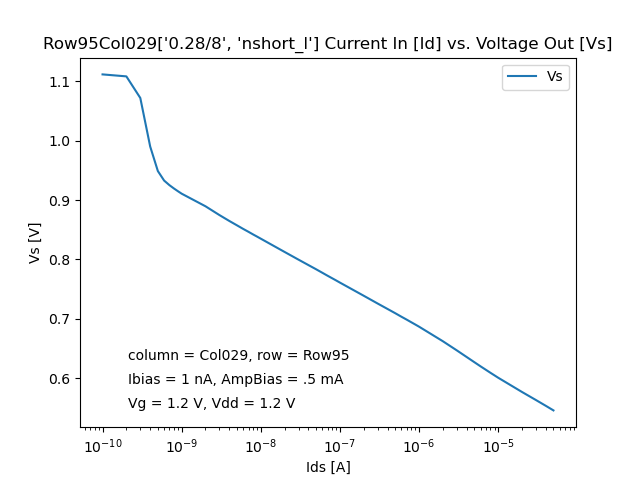 Row95Col029['0.28/8', 'nshort_l'] Current In [Id] vs. Voltage Out [Vs]
Vs
1.1
1.0
0.9
0.8
0.7
0.6
Vs [V]
column = Col029, row = Row95
Ibias = 1 nA, AmpBias = .5 mA
Vg = 1.2 V, Vdd = 1.2 V
10⁻¹⁰ 10⁻⁹ 10⁻⁸ 10⁻⁷ 10⁻⁶ 10⁻⁵
Ids [A]